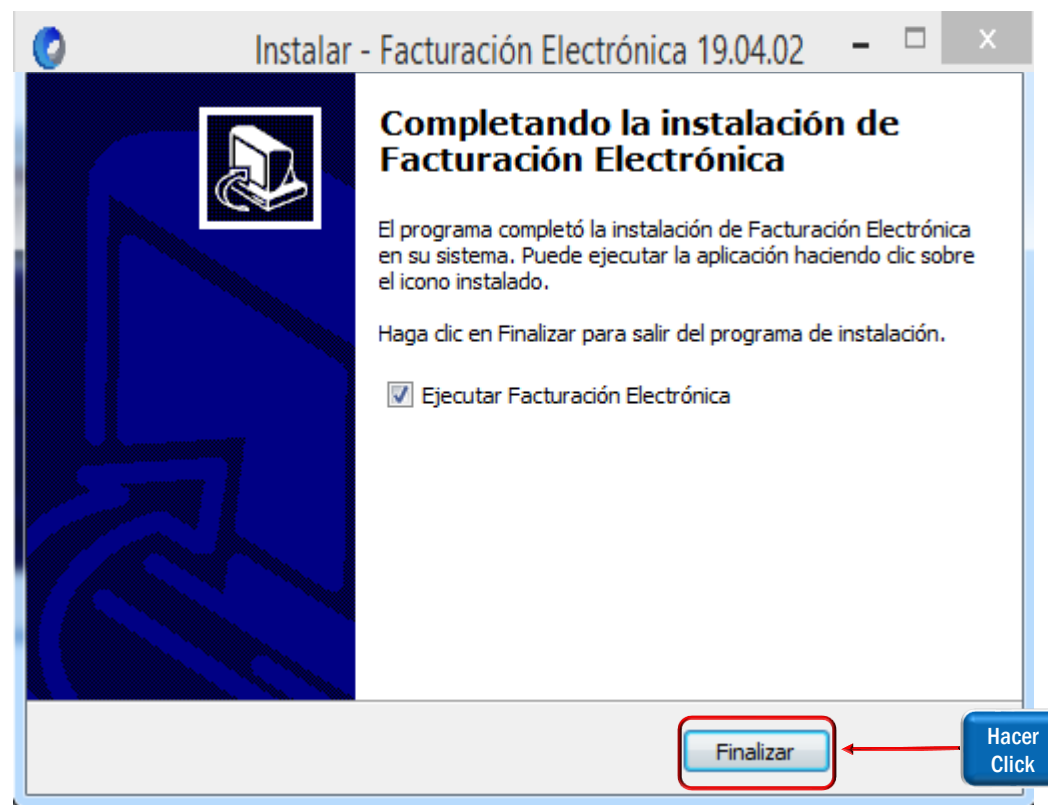 Instalar - Facturación Electrónica 19.04.02
Completando la instalación de
Facturación Electrónica
El programa completó la instalación de Facturación Electrónica
en su sistema. Puede ejecutar la aplicación haciendo clic sobre
el icono instalado.
Haga clic en Finalizar para salir del programa de instalación.
Ejecutar Facturación Electrónica
Finalizar
Hacer
Click